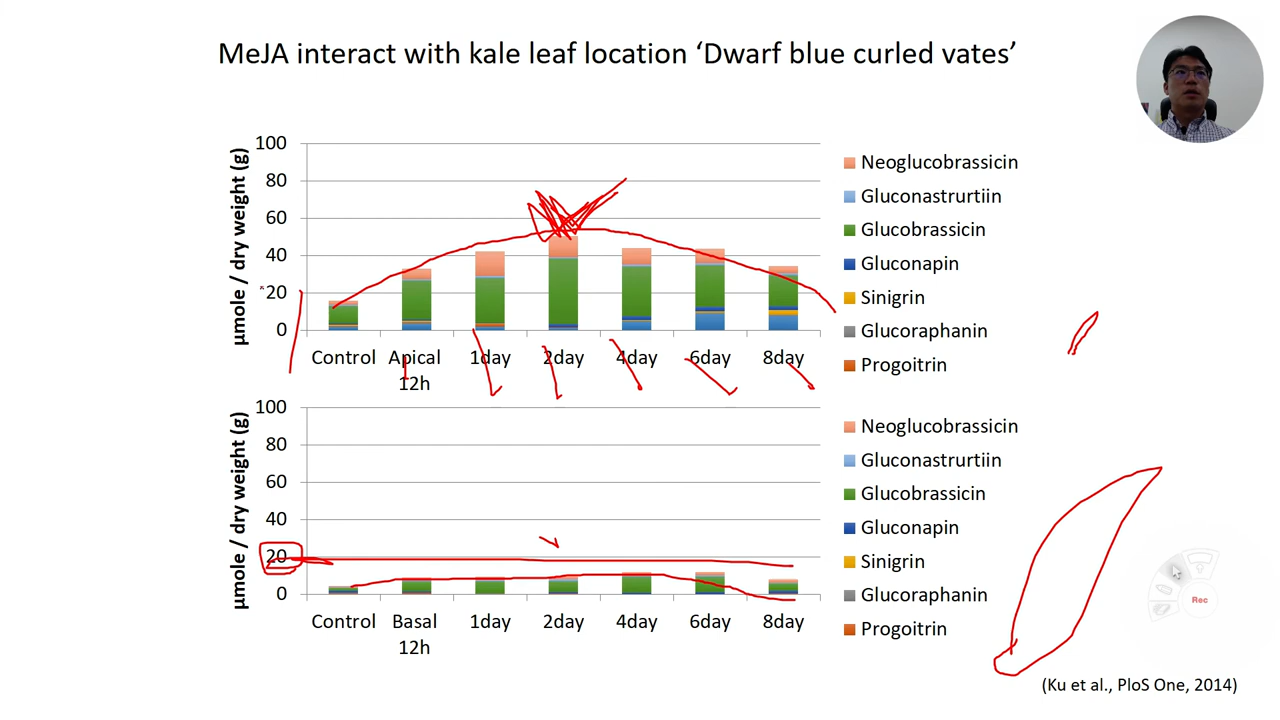 MeJA interact with kale leaf location ‘Dwarf blue curled vates’
µmole / dry weight (g)
100
80
60
40
20
0
Control
Apical 12h
1day
2day
4day
6day
8day
Neoglucobrassicin
Gluconastrurtiin
Glucobrassicin
Gluconapin
Sinigrin
Glucoraphanin
Progoitrin
µmole / dry weight (g)
100
80
60
40
20
0
Control
Basal 12h
1day
2day
4day
6day
8day
Neoglucobrassicin
Gluconastrurtiin
Glucobrassicin
Gluconapin
Sinigrin
Glucoraphanin
Progoitrin
Rec
(Ku et al., PloS One, 2014)